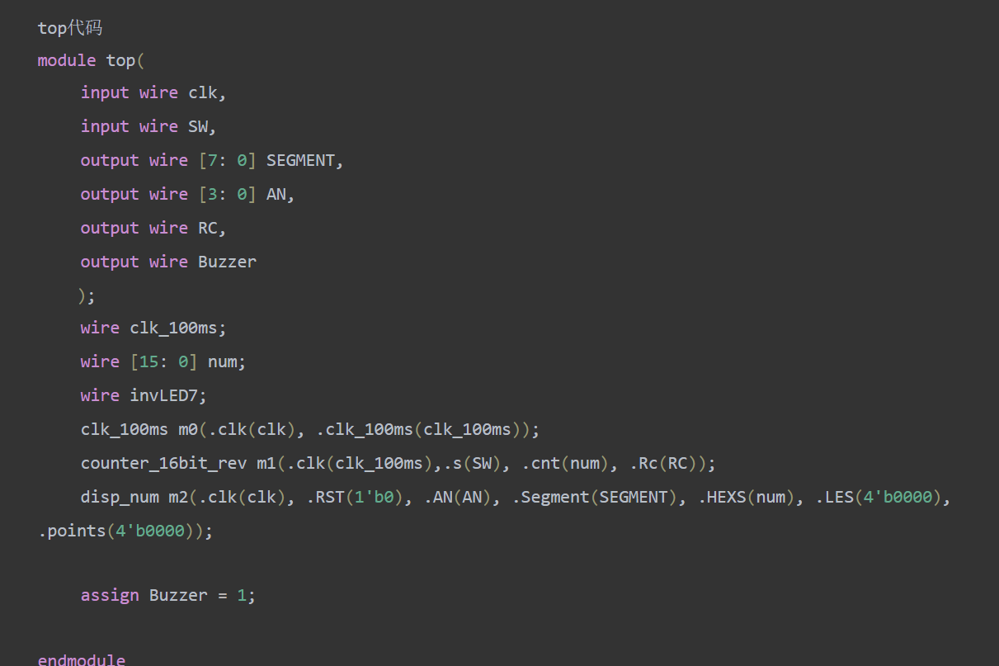 top代码
module top(
input wire clk,
input wire SW,
output wire [7: 0] SEGMENT,
output wire [3: 0] AN,
output wire RC,
output wire Buzzer
);
wire clk_100ms;
wire [15: 0] num;
wire invLED7;
clk_100ms m0(.clk(clk), .clk_100ms(clk_100ms));
counter_16bit_rev m1(.clk(clk_100ms),.s(SW), .cnt(num), .Rc(RC));
disp_num m2(.clk(clk), .RST(1'b0), .AN(AN), .Segment(SEGMENT), .HEXS(num), .LES(4'b0000),
.points(4'b0000));
assign Buzzer = 1;
endmodule